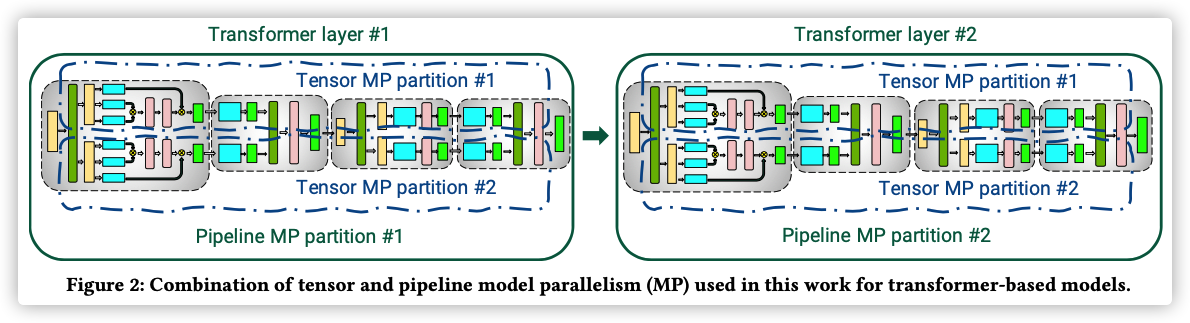 Transformer layer #1
Transformer layer #2
Tensor MP partition #1
Tensor MP partition #1
Tensor MP partition #2
Tensor MP partition #2
Pipeline MP partition #1
Pipeline MP partition #2
Figure 2: Combination of tensor and pipeline model parallelism (MP) used in this work for transformer-based models.